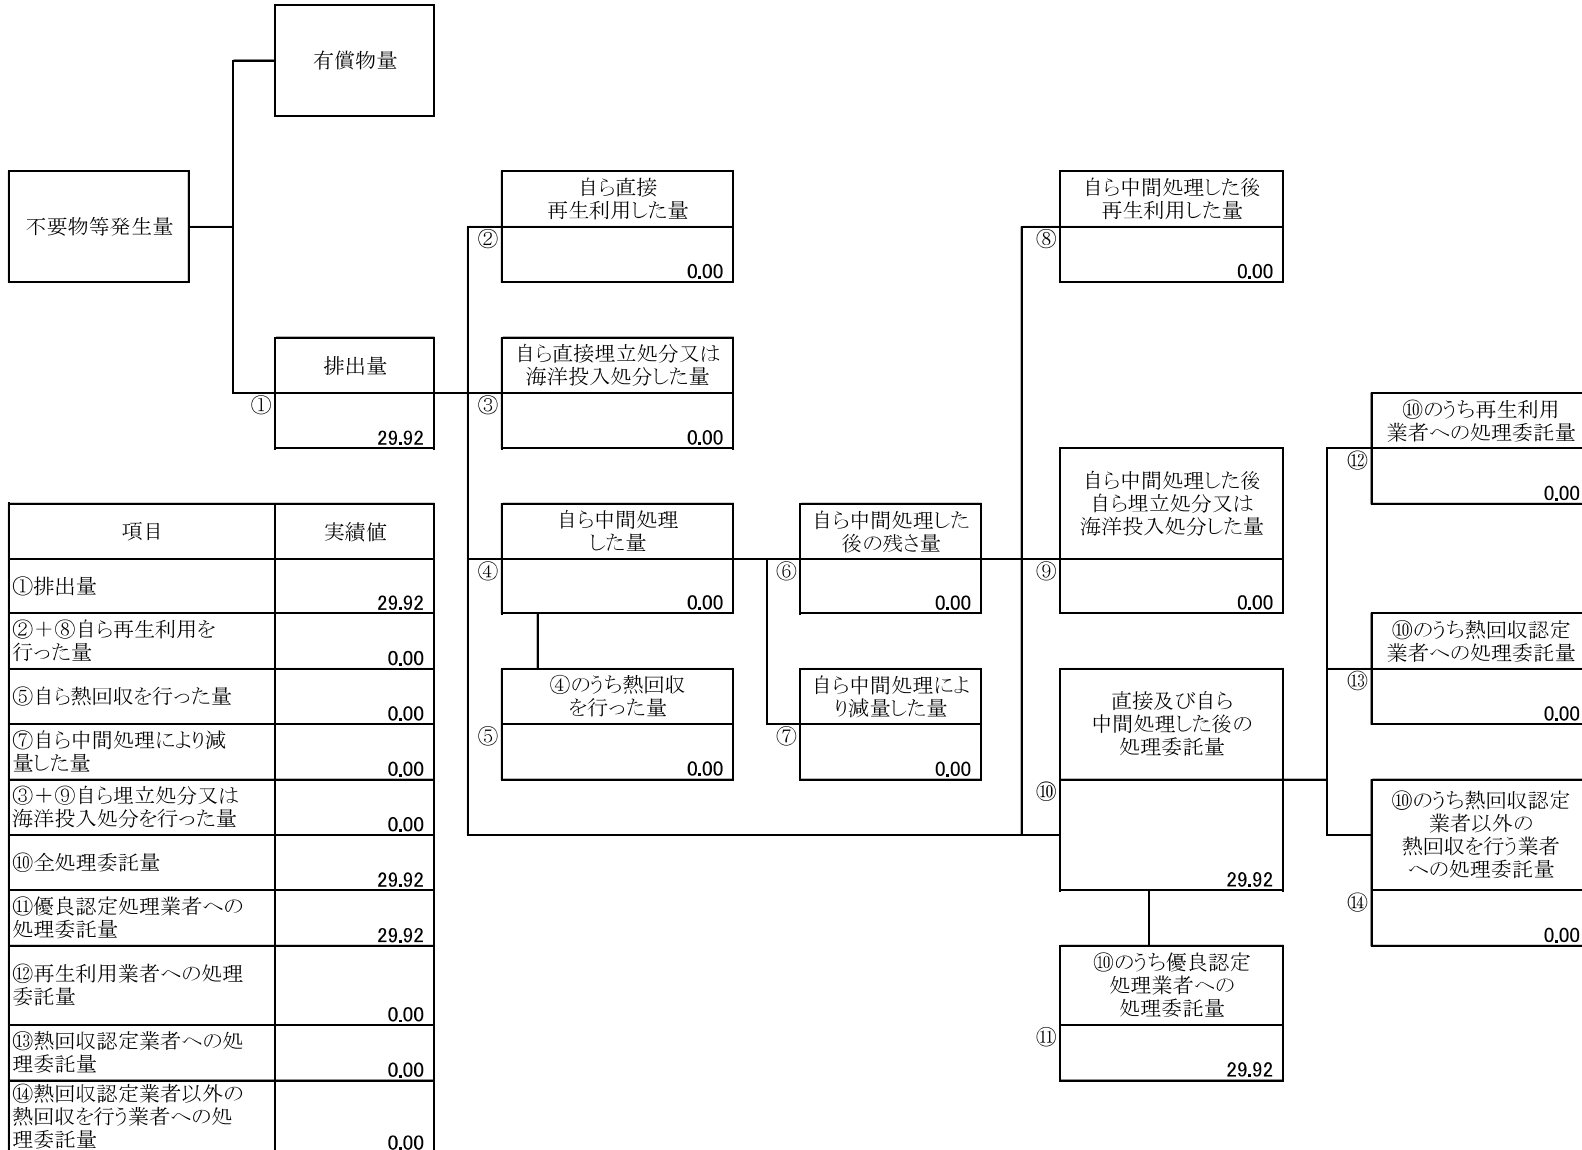 有償物量
不要物等発生量
自ら直接
再生利用した量
②
0.00
自ら中間処理した後
再生利用した量
⑧
0.00
排出量
①
29.92
自ら直接埋立処分又は
海洋投入処分した量
③
0.00
⑩のうち再生利用
業者への処理委託量
⑫
0.00
自ら中間処理
した量
④
0.00
自ら中間処理した
後の残さ量
⑥
0.00
自ら中間処理した後
自ら埋立処分又は
海洋投入処分した量
⑨
0.00
⑩のうち熱回収認定
業者への処理委託量
⑬
0.00
④のうち熱回収
を行った量
⑤
0.00
自ら中間処理によ
り減量した量
⑦
0.00
直接及び自ら
中間処理した後の
処理委託量
⑩
29.92
⑩のうち熱回収認定
業者以外の
熱回収を行う業者
への処理委託量
⑭
0.00
⑩のうち優良認定
処理業者への
処理委託量
⑪
29.92
項目 実績値
①排出量 29.92
②+⑧自ら再生利用を
行った量 0.00
⑤自ら熱回収を行った量 0.00
⑦自ら中間処理により減
量した量 0.00
③+⑨自ら埋立処分又は
海洋投入処分を行った量 0.00
⑩全処理委託量 29.92
⑪優良認定処理業者への
処理委託量 29.92
⑫再生利用業者への処理
委託量 0.00
⑬熱回収認定業者への処
理委託量 0.00
⑭熱回収認定業者以外の
熱回収を行う業者への処
理委託量 0.00